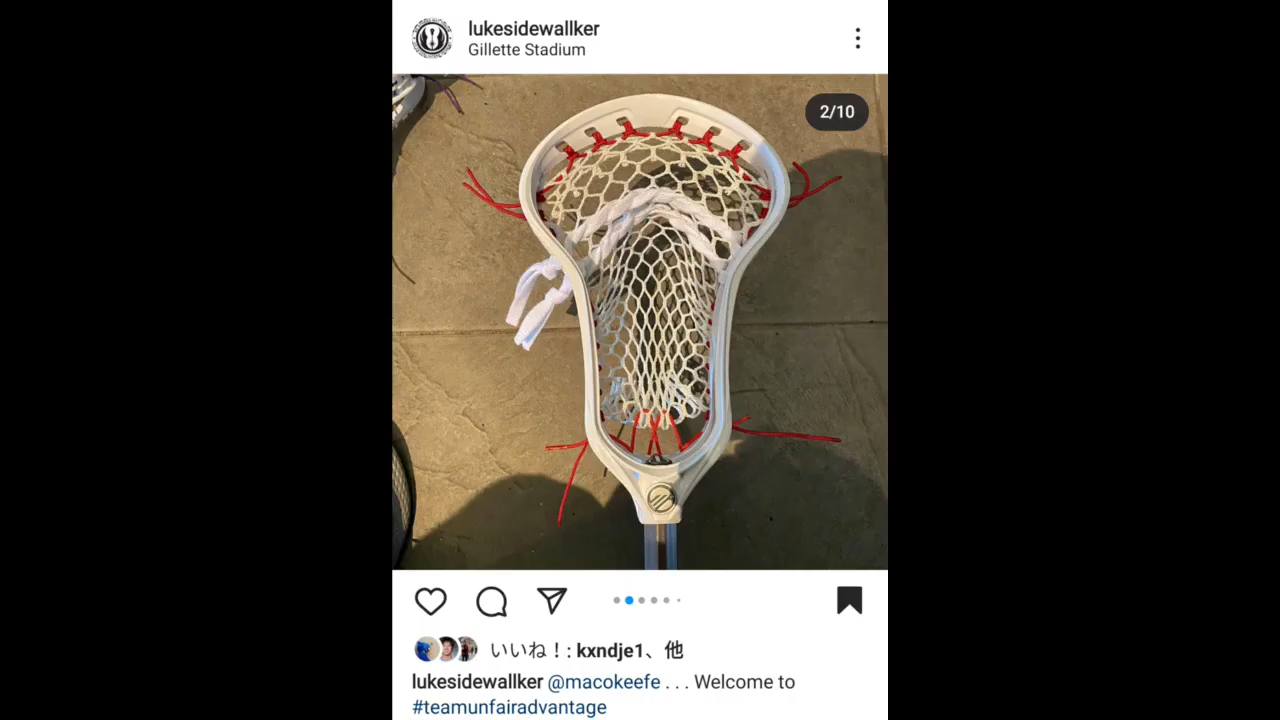 lukesidewallker
Gillette Stadium
2/10
いいね！: kxndje1、他
lukesidewallker @macokeefe . . . Welcome to
#teamunfairadvantage